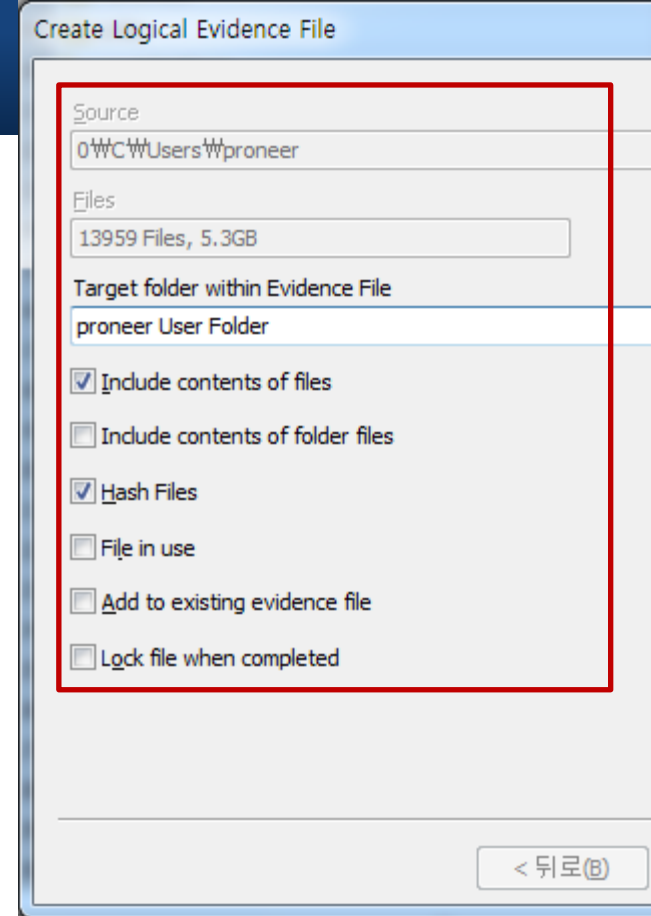 Create Logical Evidence File
Source
0₩C₩Users₩proneer
Files
13959 Files, 5.3GB
Target folder within Evidence File
proneer User Folder
Include contents of files
Include contents of folder files
Hash Files
File in use
Add to existing evidence file
Lock file when completed
< 뒤로(B)